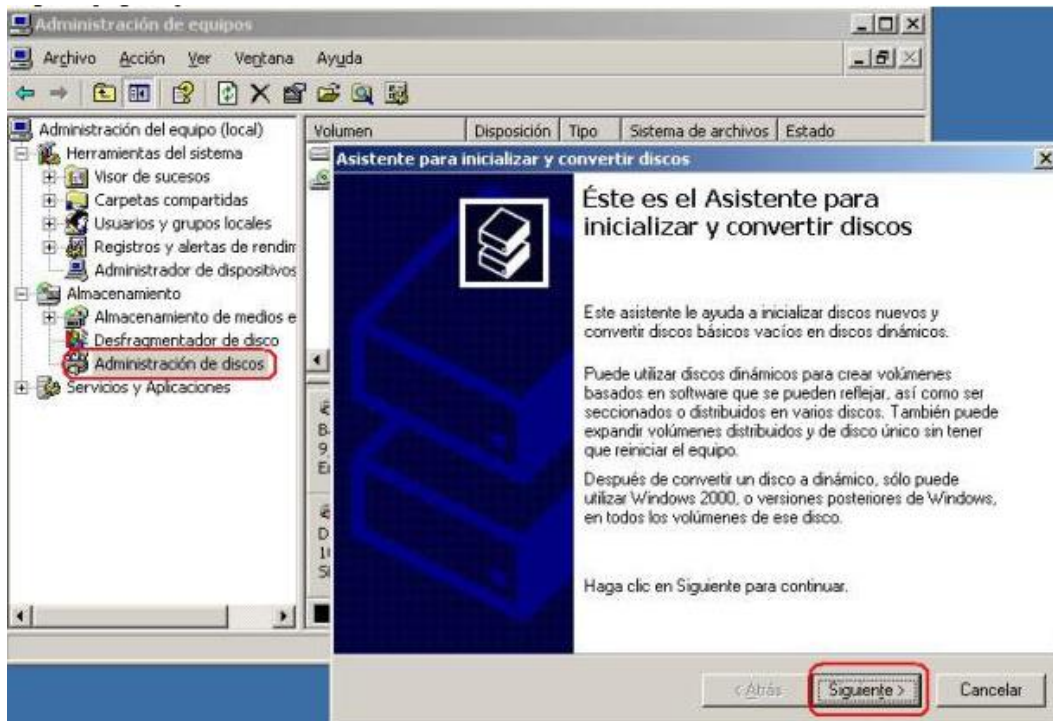 Administración de equipos
Archivo Acción Ver Ventana Ayuda
Administración del equipo (local)
Herramientas del sistema
Visor de sucesos
Carpetas compartidas
Usuarios y grupos locales
Registros y alertas de rendim
Administrador de dispositivos
Almacenamiento
Almacenamiento de medios e
Desfragmentador de disco
Administración de discos
Servicios y Aplicaciones
Volumen Disposición Tipo Sistema de archivos Estado
Asistente para inicializar y convertir discos
Éste es el Asistente para
inicializar y convertir discos
Este asistente le ayuda a inicializar discos nuevos y
convertir discos básicos vacíos en discos dinámicos.
Puede utilizar discos dinámicos para crear volúmenes
basados en software que se pueden reflejar, así como ser
seccionados o distribuidos en varios discos. También puede
expandir volúmenes distribuidos y de disco único sin tener
que reiniciar el equipo.
Después de convertir un disco a dinámico, sólo puede
utilizar Windows 2000, o versiones posteriores de Windows,
en todos los volúmenes de ese disco.
Haga clic en Siguiente para continuar.
< Atrás Siguiente > Cancelar